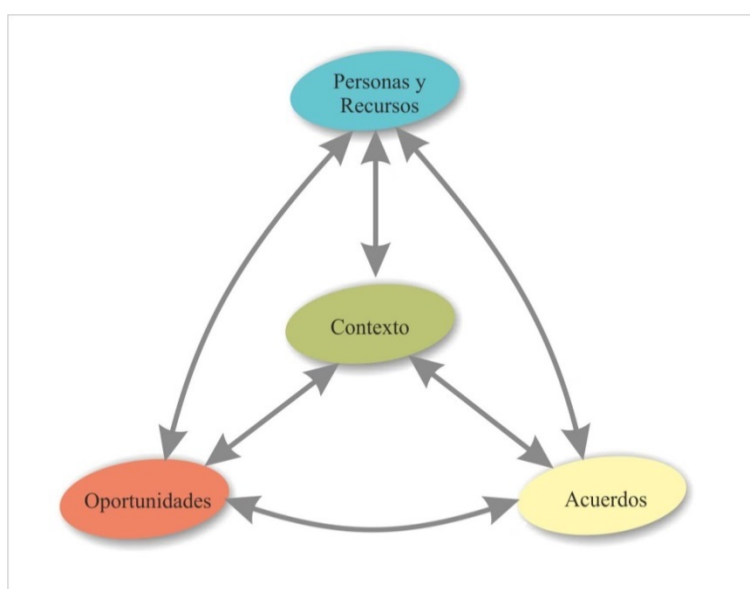 Personas y
Recursos
Contexto
Oportunidades
Acuerdos